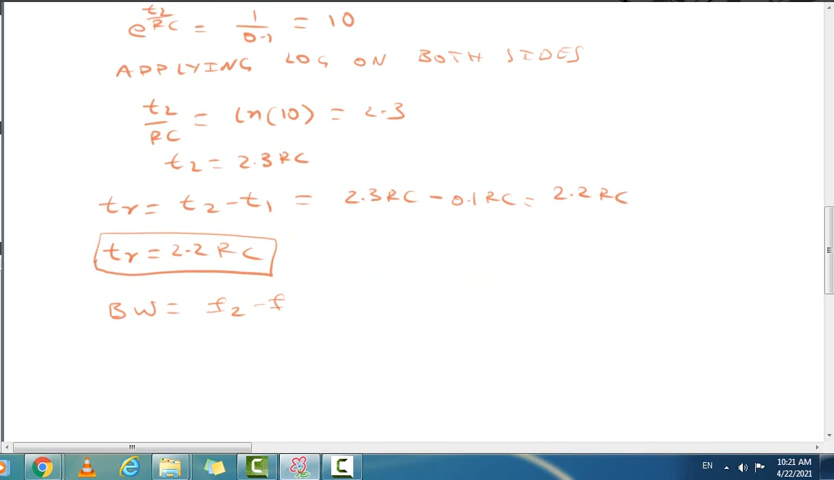 e^(t2/RC) = 1/0.1 = 10
APPLYING LOG ON BOTH SIDES
t2/RC = ln(10) = 2.3
t2 = 2.3RC
tr = t2 - t1 = 2.3RC - 0.1RC = 2.2RC
tr = 2.2 RC
BW = f2 - f
EN
10:21 AM
4/22/2021